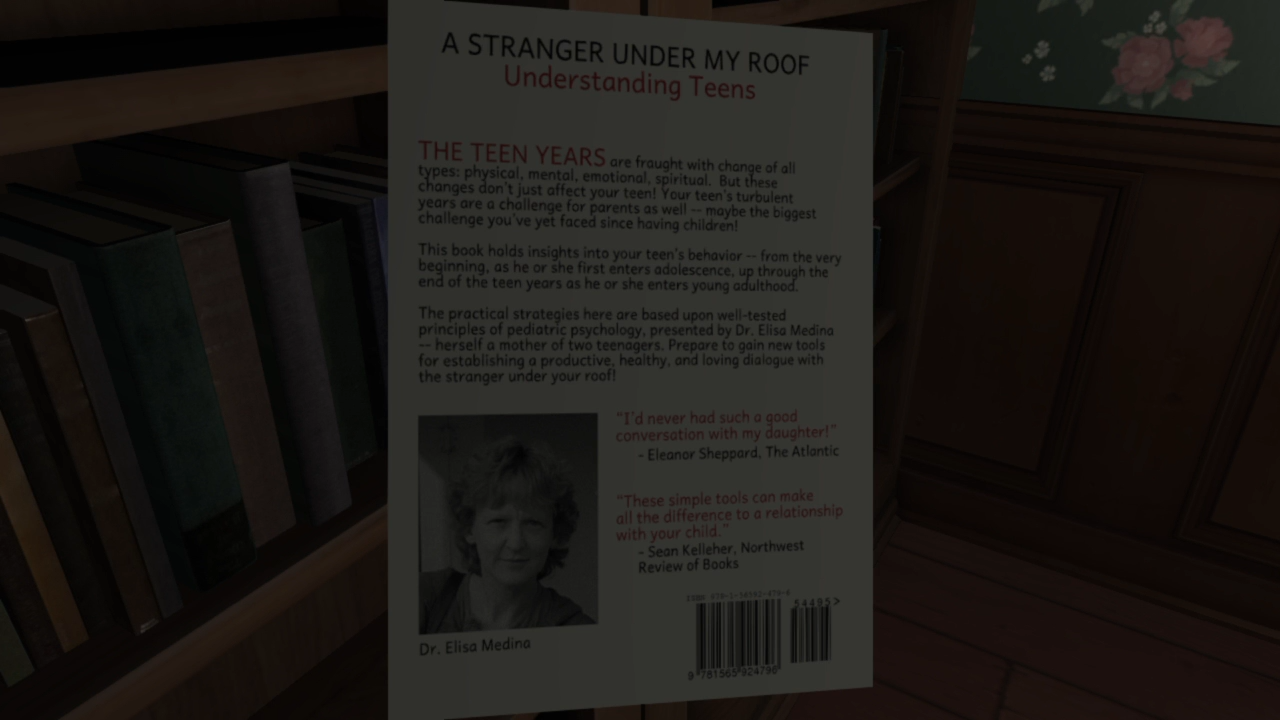 A STRANGER UNDER MY ROOF
Understanding Teens
THE TEEN YEARS are fraught with change of all
types: physical, mental, emotional, spiritual. But these
changes don't just affect your teen! Your teen's turbulent
years are a challenge for parents as well -- maybe the biggest
challenge you've yet faced since having children!
This book holds insights into your teen's behavior -- from the very
beginning, as he or she first enters adolescence, up through the
end of the teen years as he or she enters young adulthood.
The practical strategies here are based upon well-tested
principles of pediatric psychology, presented by Dr. Elisa Medina
-- herself a mother of two teenagers. Prepare to gain new tools
for establishing a productive, healthy, and loving dialogue with
the stranger under your roof!
"I'd never had such a good
conversation with my daughter!"
- Eleanor Sheppard, The Atlantic
"These simple tools can make
all the difference to a relationship
with your child."
- Sean Kelleher, Northwest
Review of Books
Dr. Elisa Medina
ISBN
54495>
9 781565 924796